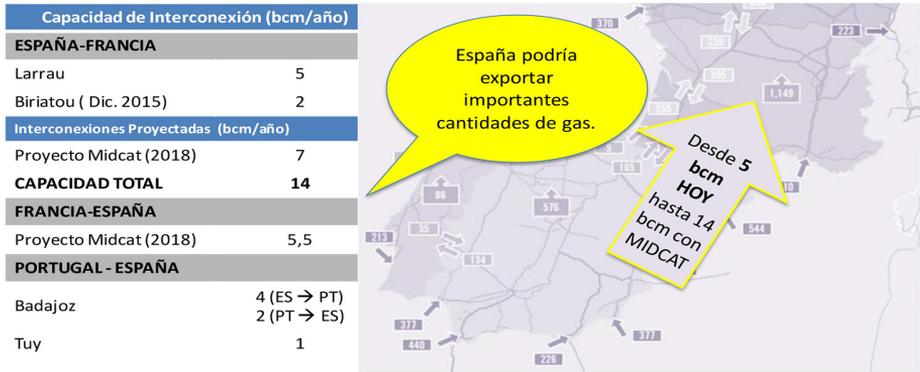 Capacidad de Interconexión (bcm/año)
ESPAÑA-FRANCIA
Larrau 5
Biriatou ( Dic. 2015) 2
Interconexiones Proyectadas (bcm/año)
Proyecto Midcat (2018) 7
CAPACIDAD TOTAL 14
FRANCIA-ESPAÑA
Proyecto Midcat (2018) 5,5
PORTUGAL - ESPAÑA
Badajoz 4 (ES → PT)
2 (PT → ES)
Tuy 1
España podría
exportar
importantes
cantidades de gas.
Desde 5
bcm
HOY
hasta 14
bcm con
MIDCAT
370
223
230
395
1,149
255
165
10
86
576
35
213
134
544
377
440
226
377